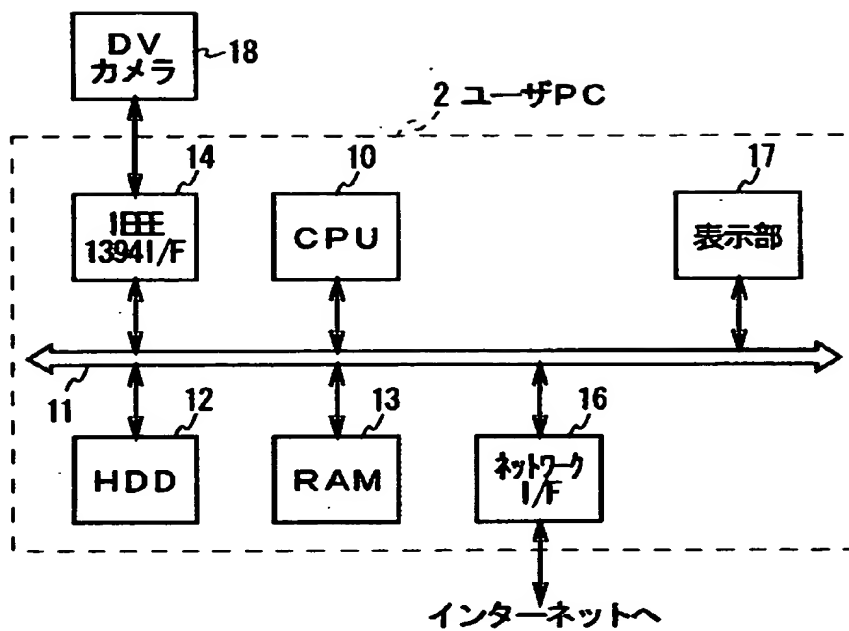 DV
カメラ
18
2 ユーザPC
14
10
17
IEEE
1394I/F
CPU
表示部
11
12
13
16
HDD
RAM
ネットワーク
I/F
インターネットへ